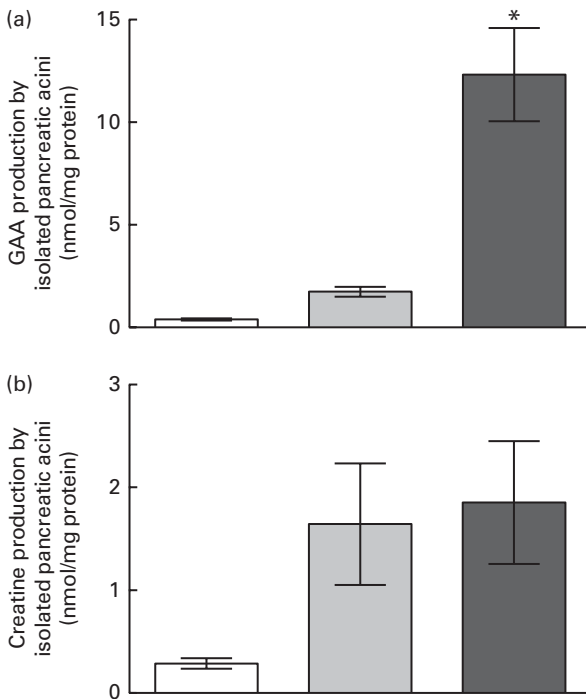 (a)
GAA production by
isolated pancreatic acini
(nmol/mg protein)
15
10
5
0
*
(b)
Creatine production by
isolated pancreatic acini
(nmol/mg protein)
3
2
1
0